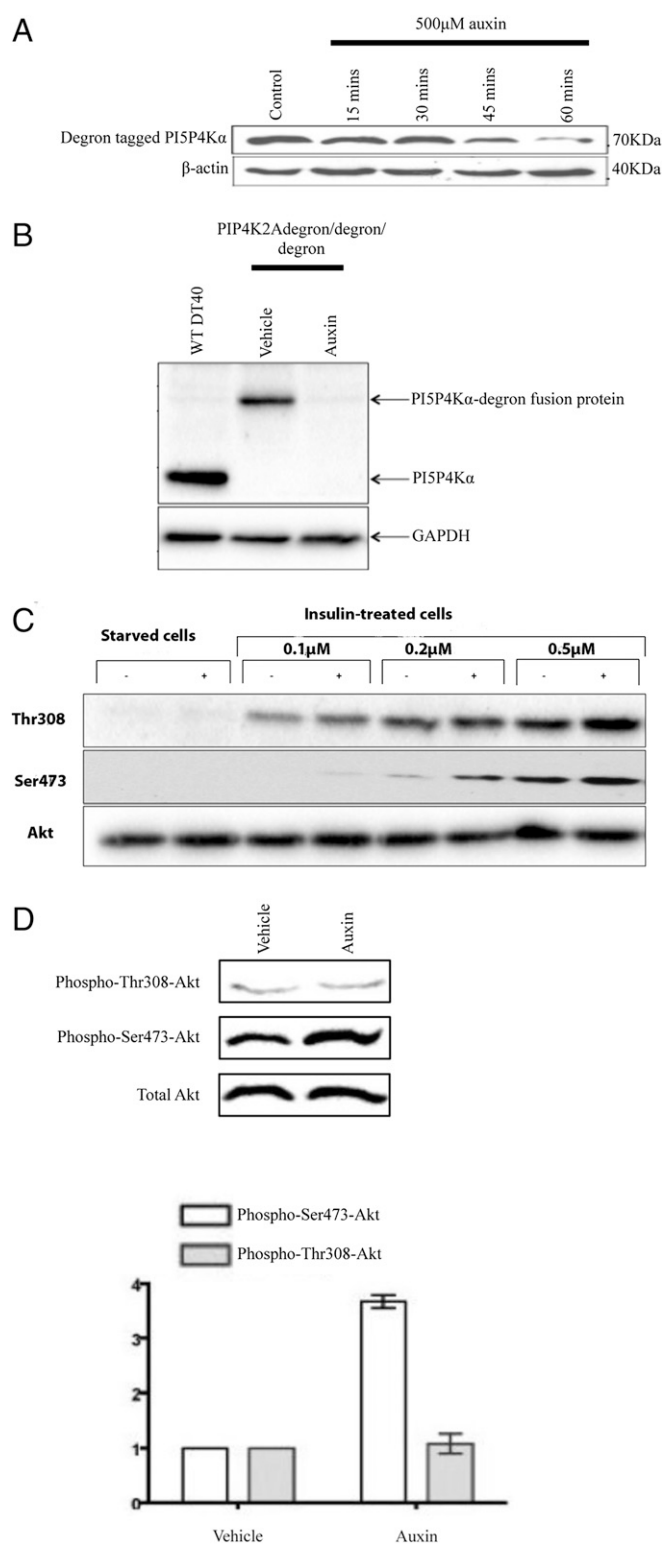 A
500μM auxin
Control
15 mins
30 mins
45 mins
60 mins
Degron tagged PI5P4Kα
70KDa
β-actin
40KDa
B
PIP4K2Adegron/degron/
degron
WT DT40
Vehicle
Auxin
PI5P4Kα-degron fusion protein
PI5P4Kα
GAPDH
C
Insulin-treated cells
Starved cells
0.1μM 0.2μM 0.5μM
- + - + - + - +
Thr308
Ser473
Akt
D
Vehicle
Auxin
Phospho-Thr308-Akt
Phospho-Ser473-Akt
Total Akt
Phospho-Ser473-Akt
Phospho-Thr308-Akt
4
3
2
1
0
Vehicle Auxin